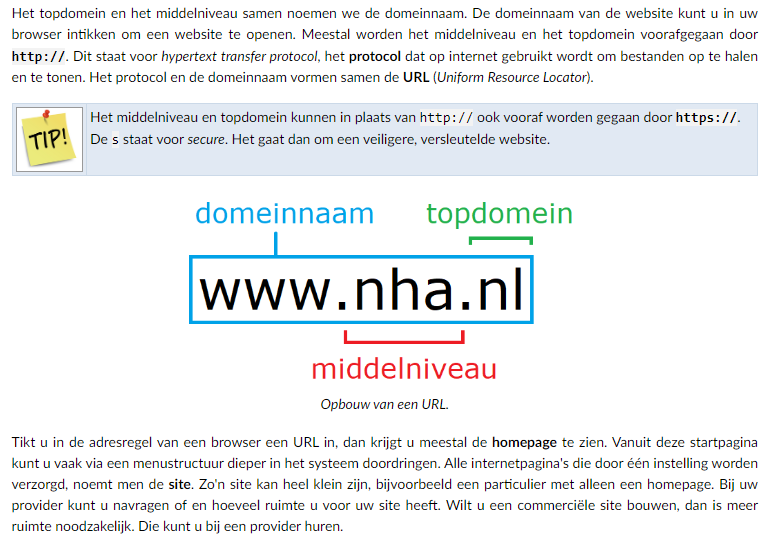 Het topdomein en het middelniveau samen noemen we de domeinnaam. De domeinnaam van de website kunt u in uw
browser intikken om een website te openen. Meestal worden het middelniveau en het topdomein voorafgegaan door
http://. Dit staat voor hypertext transfer protocol, het protocol dat op internet gebruikt wordt om bestanden op te halen
en te tonen. Het protocol en de domeinnaam vormen samen de URL (Uniform Resource Locator).
TIP!
Het middelniveau en topdomein kunnen in plaats van http:// ook vooraf worden gegaan door https://.
De s staat voor secure. Het gaat dan om een veiligere, versleutelde website.
domeinnaam topdomein
www.nha.nl
middelniveau
Opbouw van een URL.
Tikt u in de adresregel van een browser een URL in, dan krijgt u meestal de homepage te zien. Vanuit deze startpagina
kunt u vaak via een menustructuur dieper in het systeem doordringen. Alle internetpagina's die door één instelling worden
verzorgd, noemt men de site. Zo'n site kan heel klein zijn, bijvoorbeeld een particulier met alleen een homepage. Bij uw
provider kunt u navragen of en hoeveel ruimte u voor uw site heeft. Wilt u een commerciële site bouwen, dan is meer
ruimte noodzakelijk. Die kunt u bij een provider huren.